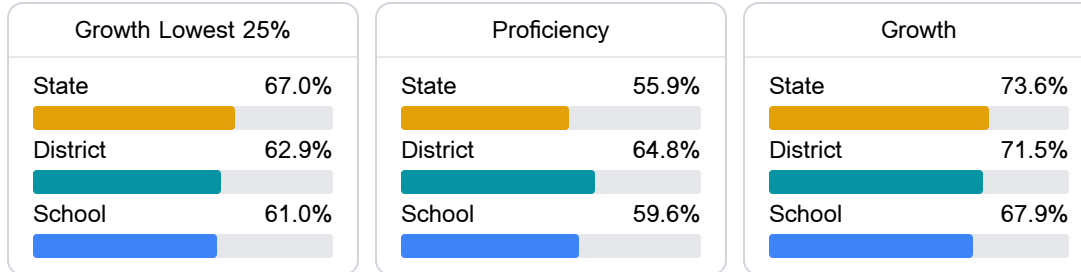 Growth Lowest 25%
State 67.0%
District 62.9%
School 61.0%
Proficiency
State 55.9%
District 64.8%
School 59.6%
Growth
State 73.6%
District 71.5%
School 67.9%